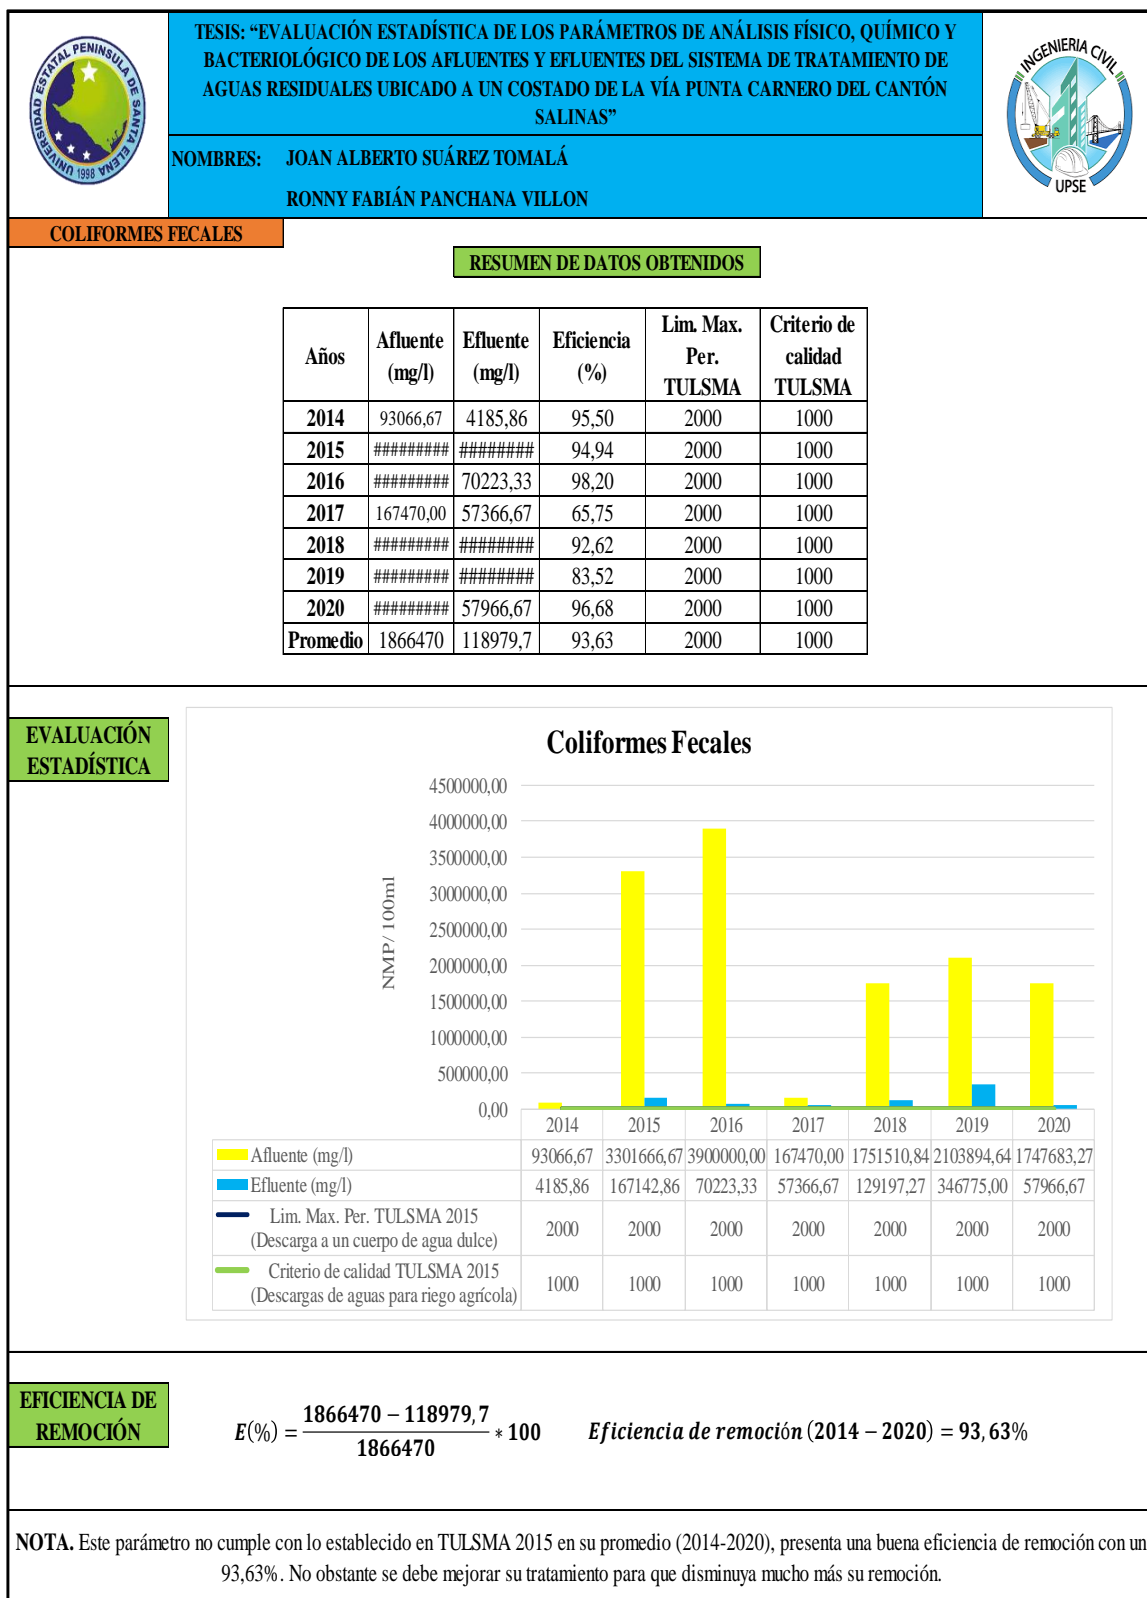 UNIVERSIDAD ESTATAL PENINSULA DE SANTA ELENA
UNIV 1998 VNIV
TESIS: “EVALUACIÓN ESTADÍSTICA DE LOS PARÁMETROS DE ANÁLISIS FÍSICO, QUÍMICO Y
BACTERIOLÓGICO DE LOS AFLUENTES Y EFLUENTES DEL SISTEMA DE TRATAMIENTO DE
AGUAS RESIDUALES UBICADO A UN COSTADO DE LA VÍA PUNTA CARNERO DEL CANTÓN
SALINAS”
NOMBRES: JOAN ALBERTO SUÁREZ TOMALÁ
RONNY FABIÁN PANCHANA VILLON
INGENIERIA CIVIL
UPSE
COLIFORMES FECALES
RESUMEN DE DATOS OBTENIDOS
Años Afluente (mg/l) Efluente (mg/l) Eficiencia (%) Lim. Max. Per. TULSMA Criterio de calidad TULSMA
2014 93066,67 4185,86 95,50 2000 1000
2015 ######### ######## 94,94 2000 1000
2016 ######### 70223,33 98,20 2000 1000
2017 167470,00 57366,67 65,75 2000 1000
2018 ######### ######## 92,62 2000 1000
2019 ######### ######## 83,52 2000 1000
2020 ######### 57966,67 96,68 2000 1000
Promedio 1866470 118979,7 93,63 2000 1000
EVALUACIÓN
ESTADÍSTICA
Coliformes Fecales
NMP/ 100ml
4500000,00
4000000,00
3500000,00
3000000,00
2500000,00
2000000,00
1500000,00
1000000,00
500000,00
0,00
2014 2015 2016 2017 2018 2019 2020
Afluente (mg/l) 93066,67 3301666,67 3900000,00 167470,00 1751510,84 2103894,64 1747683,27
Efluente (mg/l) 4185,86 167142,86 70223,33 57366,67 129197,27 346775,00 57966,67
Lim. Max. Per. TULSMA 2015
(Descarga a un cuerpo de agua dulce) 2000 2000 2000 2000 2000 2000 2000
Criterio de calidad TULSMA 2015
(Descargas de aguas para riego agrícola) 1000 1000 1000 1000 1000 1000 1000
EFICIENCIA DE
REMOCIÓN
E(%) = (1866470 − 118979,7) / 1866470 ∗ 100 Eficiencia de remoción (2014 − 2020) = 93,63%
NOTA. Este parámetro no cumple con lo establecido en TULSMA 2015 en su promedio (2014-2020), presenta una buena eficiencia de remoción con un
93,63%. No obstante se debe mejorar su tratamiento para que disminuya mucho más su remoción.